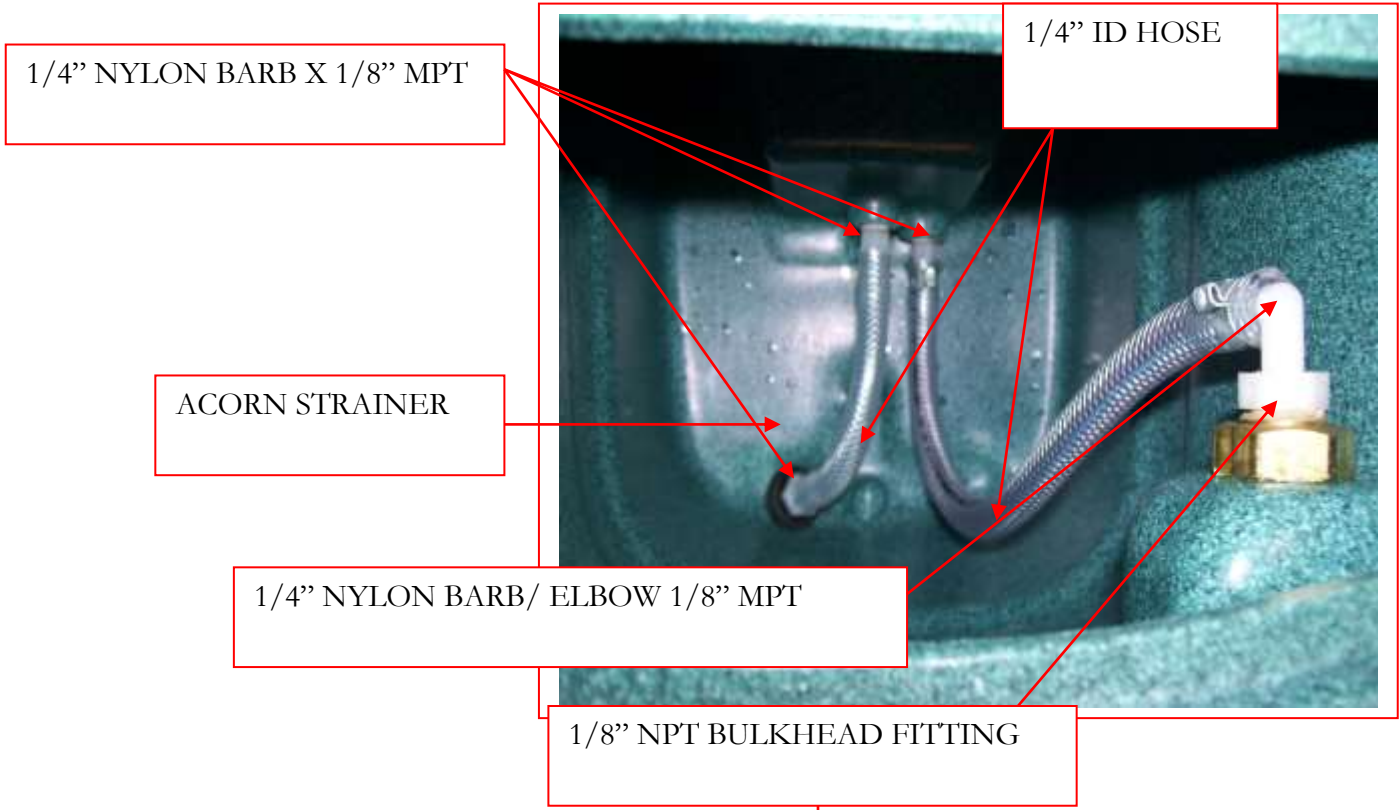 1/4” NYLON BARB X 1/8” MPT
1/4” ID HOSE
ACORN STRAINER
1/4” NYLON BARB/ ELBOW 1/8” MPT
1/8” NPT BULKHEAD FITTING